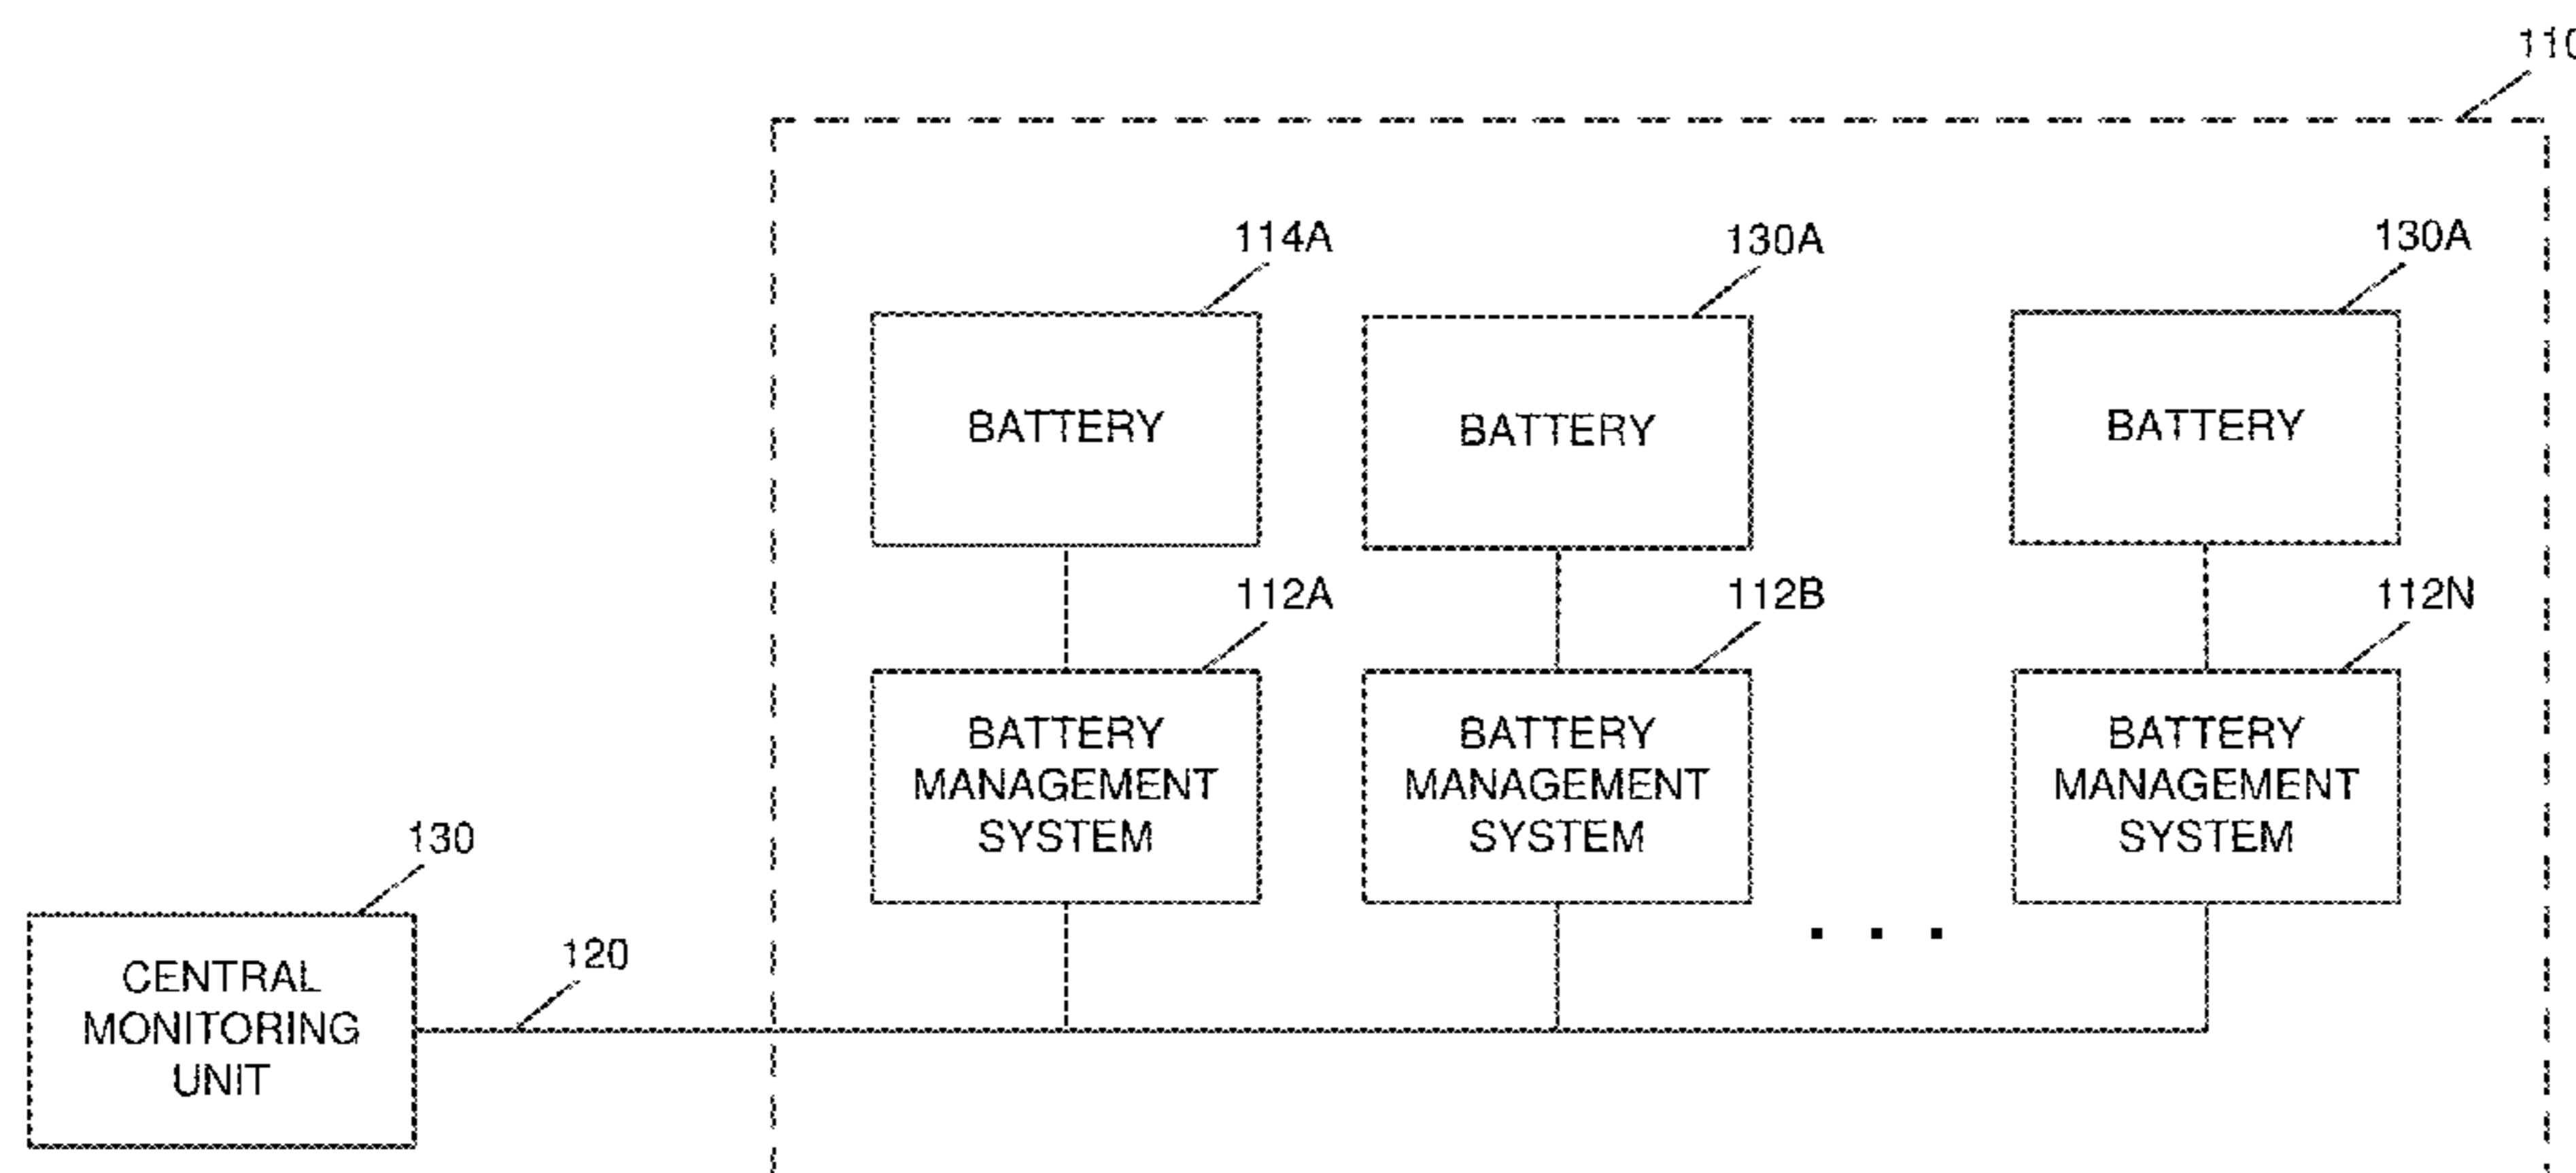 110
114A
130A
130A
BATTERY
BATTERY
BATTERY
112A
112B
112N
BATTERY
MANAGEMENT
SYSTEM
BATTERY
MANAGEMENT
SYSTEM
BATTERY
MANAGEMENT
SYSTEM
130
CENTRAL
MONITORING
UNIT
120
. . .